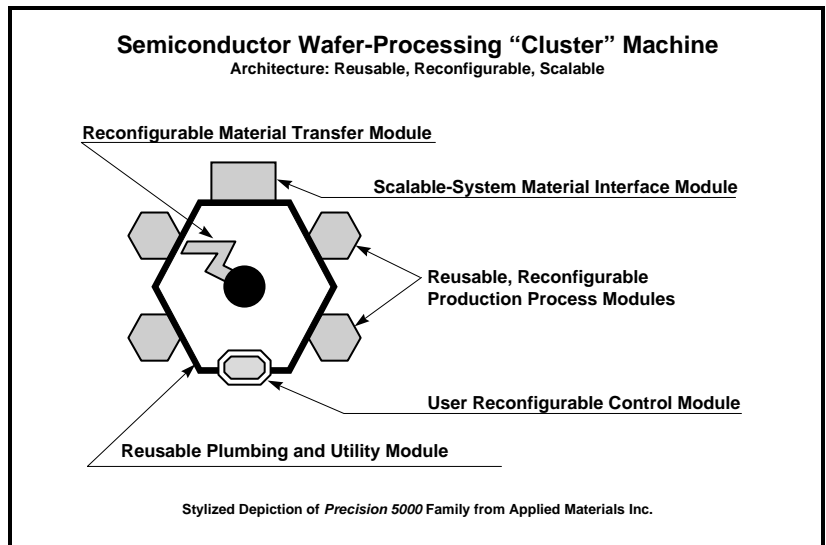 Semiconductor Wafer-Processing “Cluster” Machine
Architecture: Reusable, Reconfigurable, Scalable
Reconfigurable Material Transfer Module
Scalable-System Material Interface Module
Reusable, Reconfigurable
Production Process Modules
User Reconfigurable Control Module
Reusable Plumbing and Utility Module
Stylized Depiction of Precision 5000 Family from Applied Materials Inc.